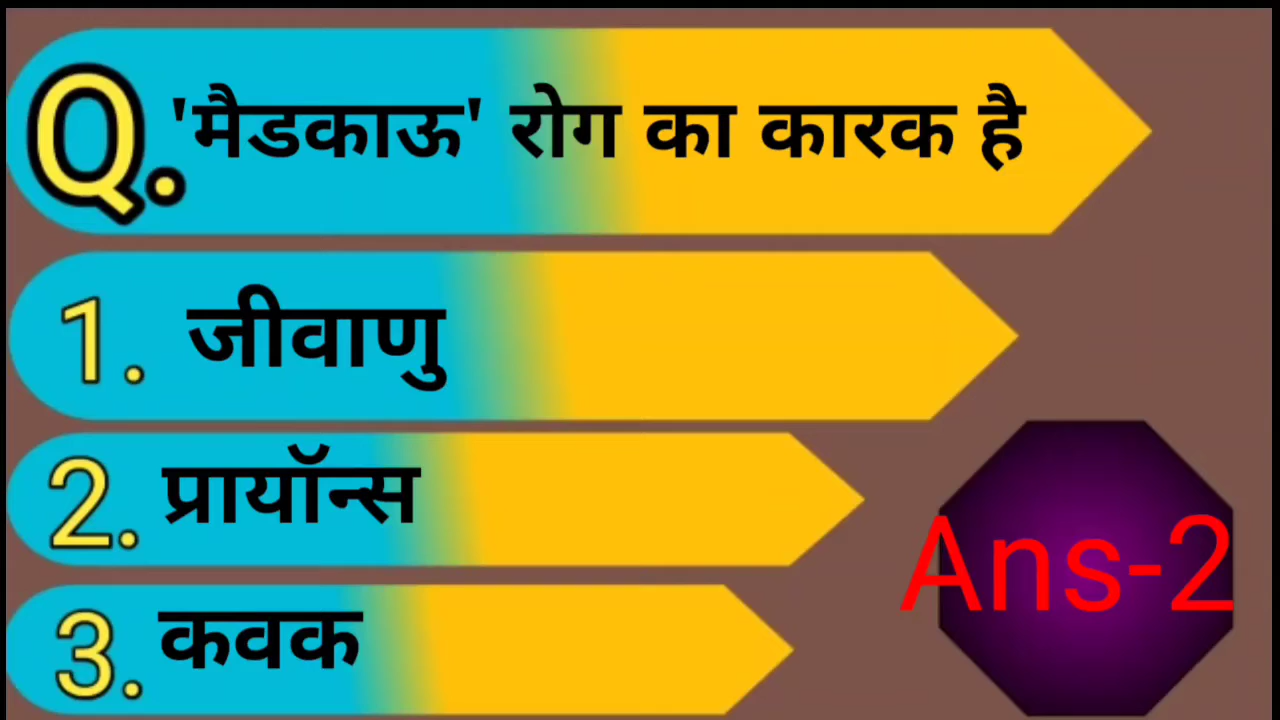 Q. 'मैडकाऊ' रोग का कारक है
1. जीवाणु
2. प्रायॉन्स
3. कवक
Ans-2